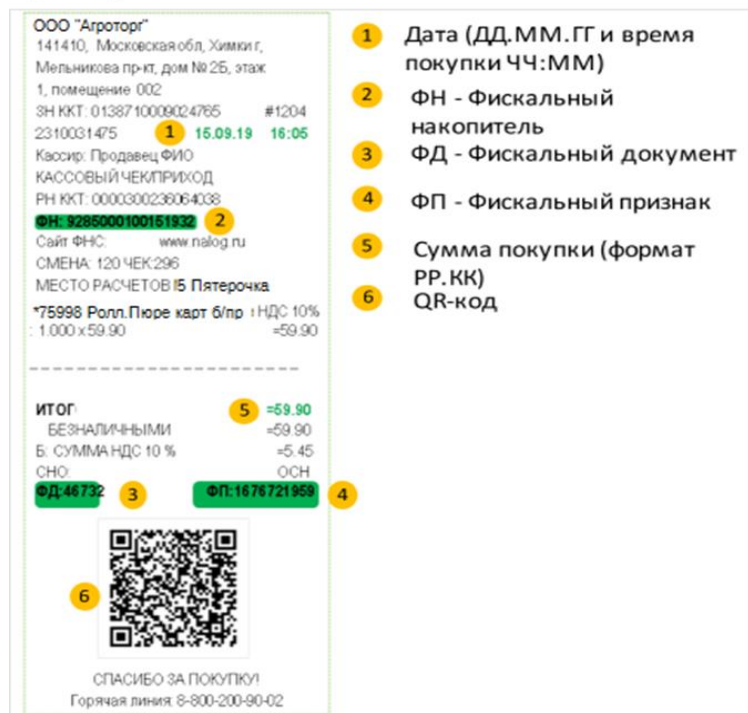 ООО "Агроторг"
141410, Московская обл, Химки г,
Мельникова пр-кт, дом № 2Б, этаж
1, помещение 002
ЗН ККТ: 0138710009024765 #1204
2310031475 1 15.09.19 16:05
Кассир: Продавец ФИО
КАССОВЫЙ ЧЕК/ПРИХОД
РН ККТ: 0000300236064038
ФН: 9285000100151932 2
Сайт ФНС: www.nalog.ru
СМЕНА: 120 ЧЕК:296
МЕСТО РАСЧЕТОВ 5 Пятерочка
*75998 Ролл.Пюре карт б/пр НДС 10%
: 1.000 x 59.90 =59.90
ИТОГ 5 =59.90
БЕЗНАЛИЧНЫМИ =59.90
Б: СУММА НДС 10 % =5.45
СНО: ОСН
ФД:46732 3 ФП:1676721959 4
6
СПАСИБО ЗА ПОКУПКУ!
Горячая линия: 8-800-200-90-02
1 Дата (ДД.ММ.ГГ и время
покупки ЧЧ:ММ)
2 ФН - Фискальный
накопитель
3 ФД - Фискальный документ
4 ФП - Фискальный признак
5 Сумма покупки (формат
РР.КК)
6 QR-код